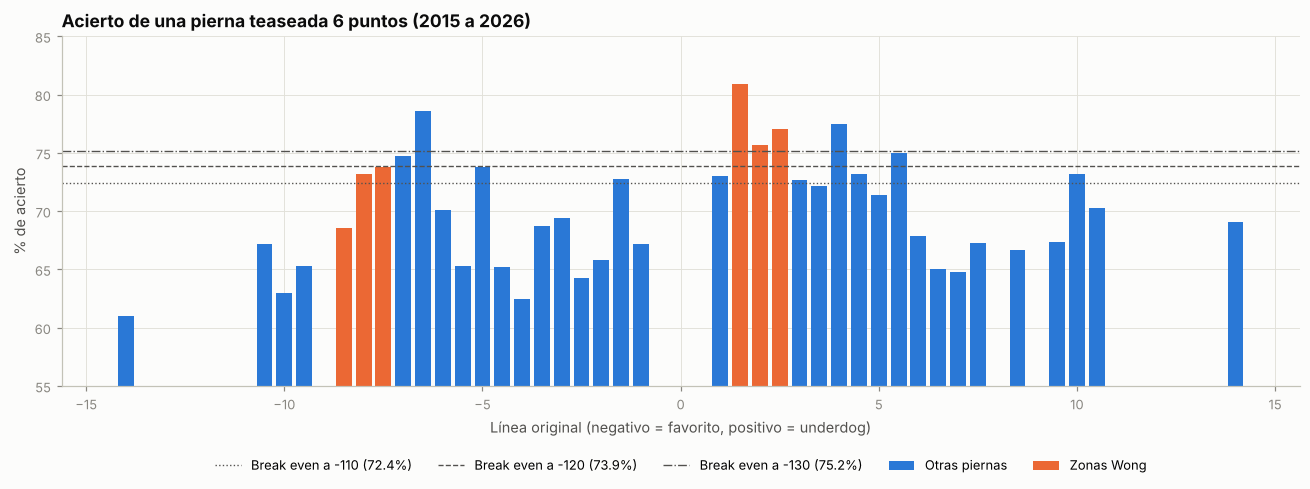 Acierto de una pierna teaseada 6 puntos (2015 a 2026)
85
80
75
70
65
60
55
% de acierto
−15
−10
−5
0
5
10
15
Línea original (negativo = favorito, positivo = underdog)
Break even a -110 (72.4%)
Break even a -120 (73.9%)
Break even a -130 (75.2%)
Otras piernas
Zonas Wong